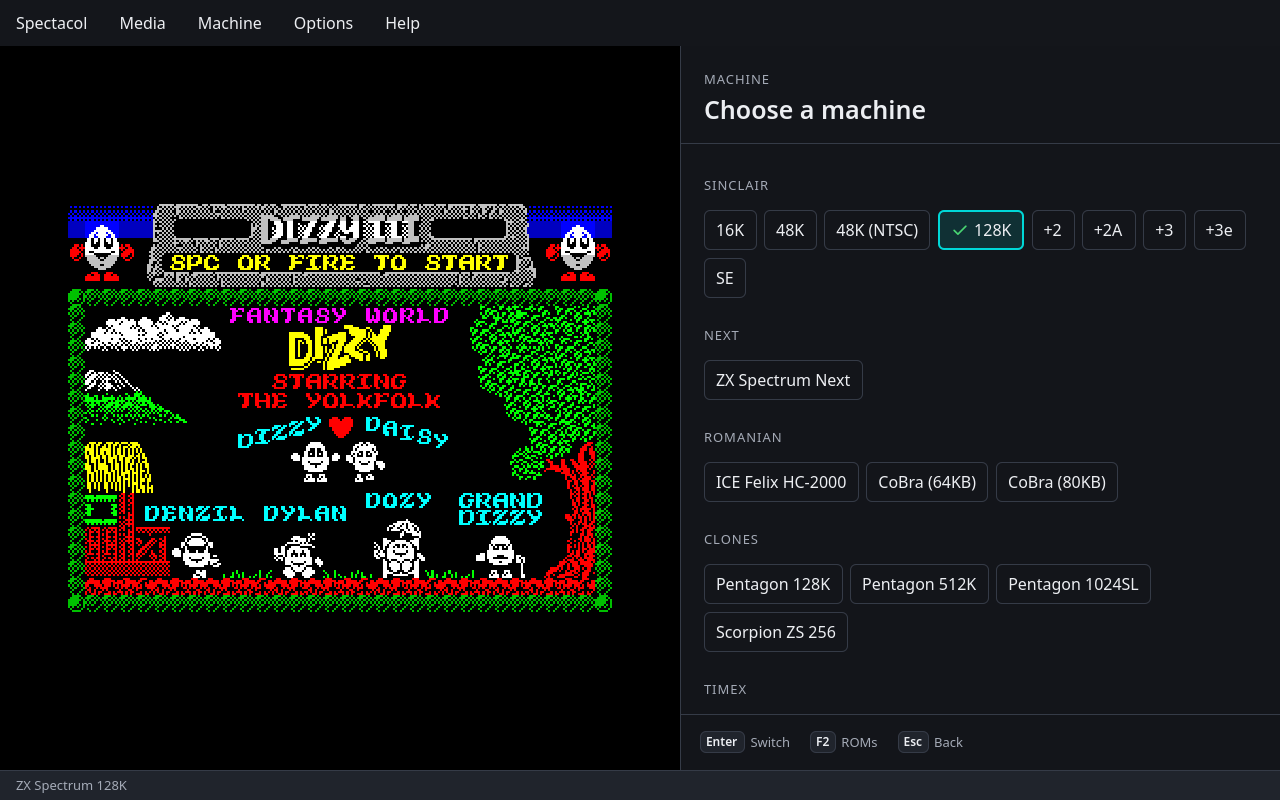 Spectacol Media Machine Options Help
DIZZY III
SPC OR FIRE TO START
FANTASY WORLD
DIZZY
STARRING
THE YOLKFOLK
DIZZY DAISY
DOZY GRAND
DENZIL DYLAN DIZZY
MACHINE
Choose a machine
SINCLAIR
16K 48K 48K (NTSC) 128K +2 +2A +3 +3e
SE
NEXT
ZX Spectrum Next
ROMANIAN
ICE Felix HC-2000 CoBra (64KB) CoBra (80KB)
CLONES
Pentagon 128K Pentagon 512K Pentagon 1024SL
Scorpion ZS 256
TIMEX
Enter Switch F2 ROMs Esc Back
ZX Spectrum 128K